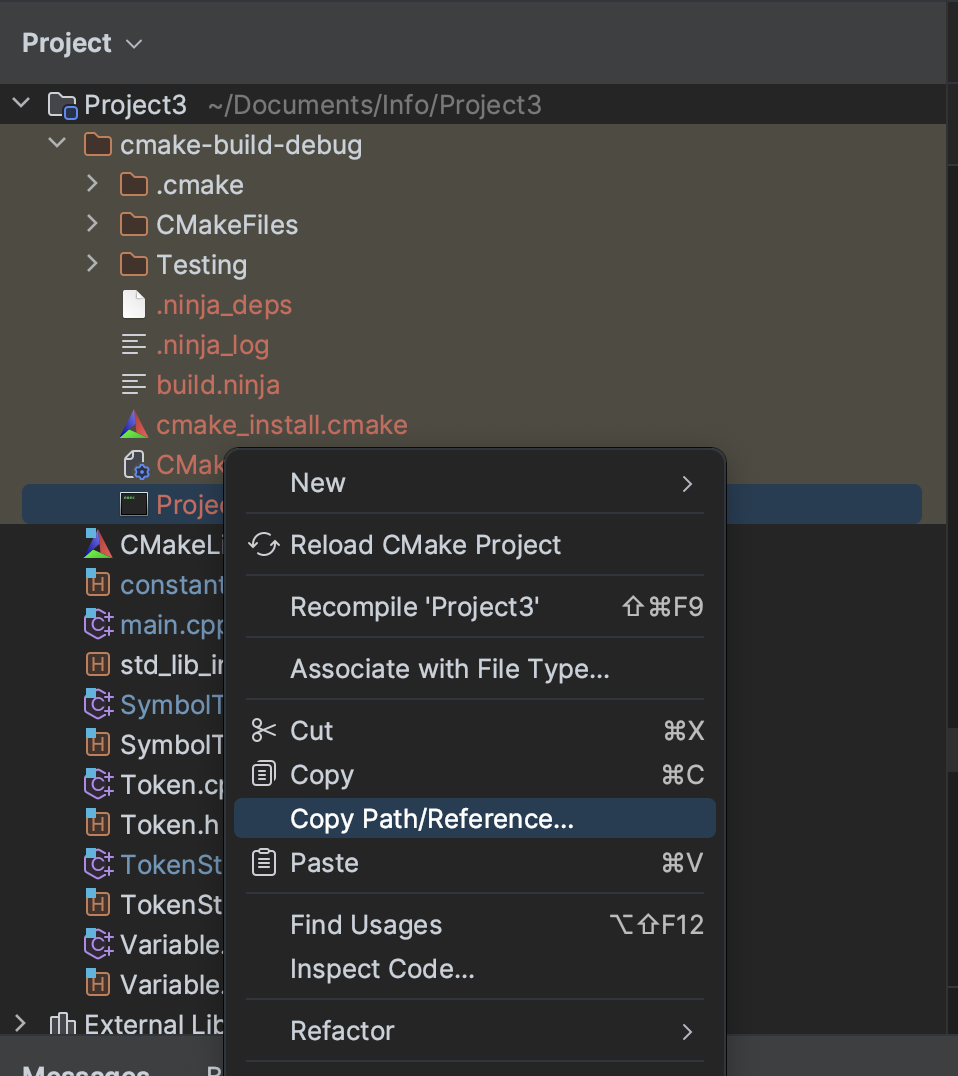 Project
Project3 ~/Documents/Info/Project3
cmake-build-debug
.cmake
CMakeFiles
Testing
.ninja_deps
.ninja_log
build.ninja
cmake_install.cmake
CMak
Projec
CMakeLi
constant
main.cpp
std_lib_in
SymbolT
SymbolT
Token.cp
Token.h
TokenSt
TokenSt
Variable.
Variable.
External Lib
New
Reload CMake Project
Recompile 'Project3' ⇧⌘F9
Associate with File Type...
Cut ⌘X
Copy ⌘C
Copy Path/Reference...
Paste ⌘V
Find Usages ⌥⇧F12
Inspect Code...
Refactor
Messages